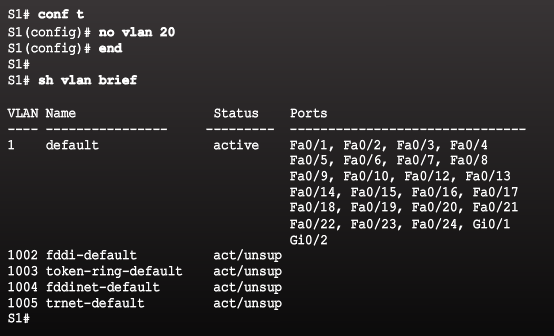 S1# conf t
S1(config)# no vlan 20
S1(config)# end
S1#
S1# sh vlan brief
VLAN Name Status Ports
---- ---------------- --------- -------------------------------
1 default active Fa0/1, Fa0/2, Fa0/3, Fa0/4
Fa0/5, Fa0/6, Fa0/7, Fa0/8
Fa0/9, Fa0/10, Fa0/12, Fa0/13
Fa0/14, Fa0/15, Fa0/16, Fa0/17
Fa0/18, Fa0/19, Fa0/20, Fa0/21
Fa0/22, Fa0/23, Fa0/24, Gi0/1
Gi0/2
1002 fddi-default act/unsup
1003 token-ring-default act/unsup
1004 fddinet-default act/unsup
1005 trnet-default act/unsup
S1#